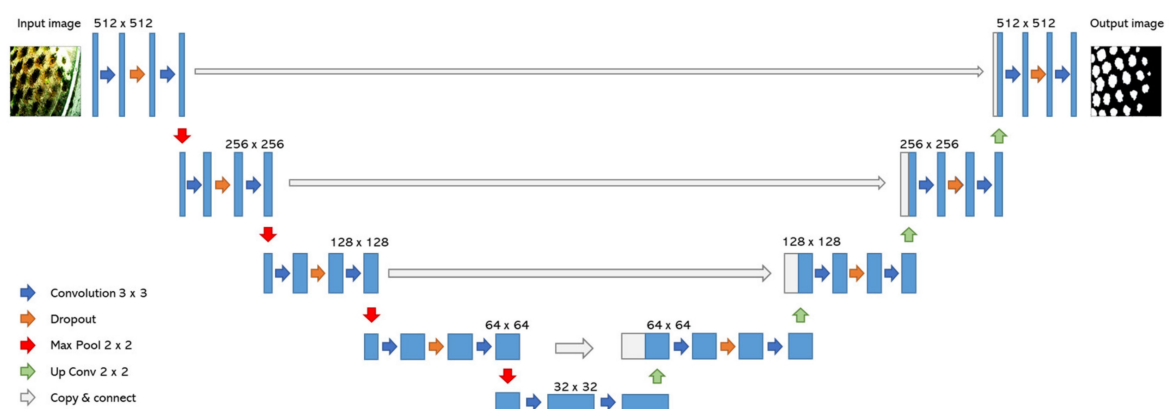 Input image
512 x 512
512 x 512
Output image
256 x 256
256 x 256
128 x 128
128 x 128
Convolution 3 x 3
Dropout
64 x 64
64 x 64
Max Pool 2 x 2
Up Conv 2 x 2
32 x 32
Copy & connect